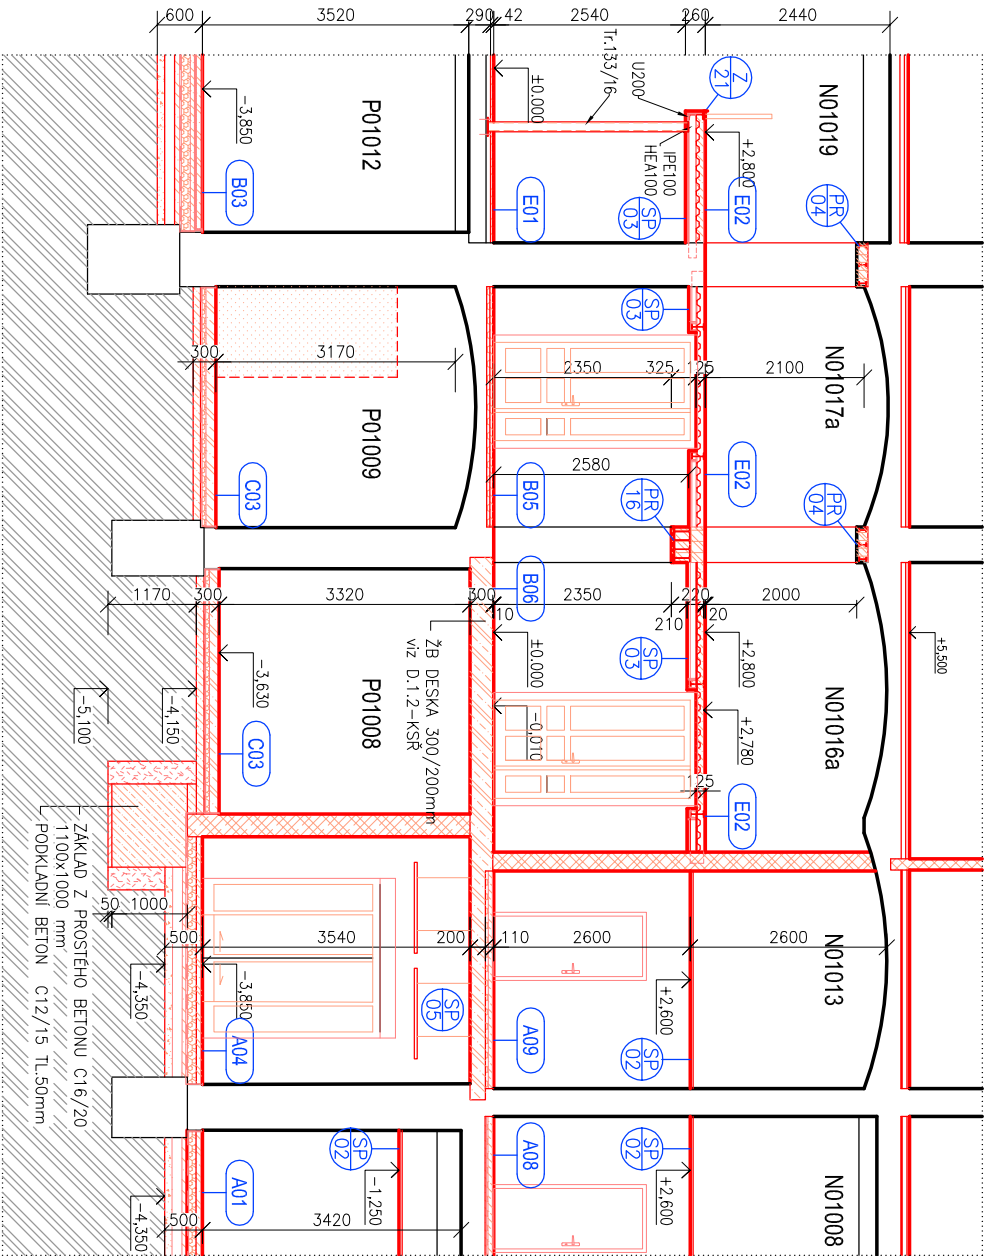 600
3520
290
42
2540
260
2440
N01019
P01012
Tr.133/16
U200
IPE100
HEA100
Z
21
PR
04
+2,800
E02
SP
03
E01
±0.000
-3,850
B03
N01017a
P01009
SP
03
300
3170
2350
325
125
2100
2580
E02
PR
04
PR
16
B05
C03
+5,500
N01016a
P01008
B06
1170
300
3320
300
10
2350
210
220
20
2000
±0.000
-0,010
SP
03
+2,800
+2,780
125
E02
ŽB DESKA 300/200mm
viz D.1.2-KSŘ
-3,630
-4,150
-5,100
C03
ZÁKLAD Z PROSTÉHO BETONU C16/20
1100x1000 mm
PODKLADNÍ BETON C12/15 TL.50mm
N01013
50
1000
500
3540
200
110
2600
2600
-3,850
-4,350
+2,600
SP
05
SP
02
A04
A09
N01008
SP
02
SP
02
A08
A01
+2,600
-1,250
-4,350
500
3420